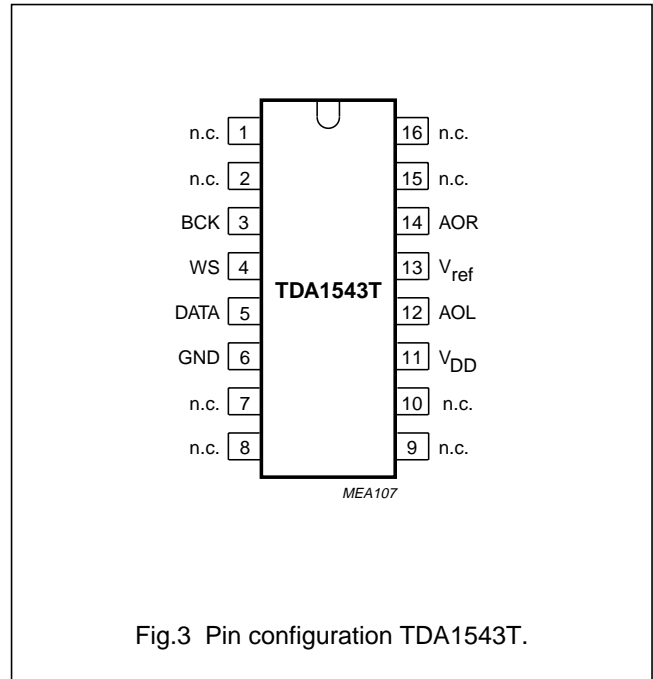 n.c. 1 16 n.c.
n.c. 2 15 n.c.
BCK 3 14 AOR
WS 4 13 Vref
TDA1543T
DATA 5 12 AOL
GND 6 11 VDD
n.c. 7 10 n.c.
n.c. 8 9 n.c.
MEA107
Fig.3 Pin configuration TDA1543T.